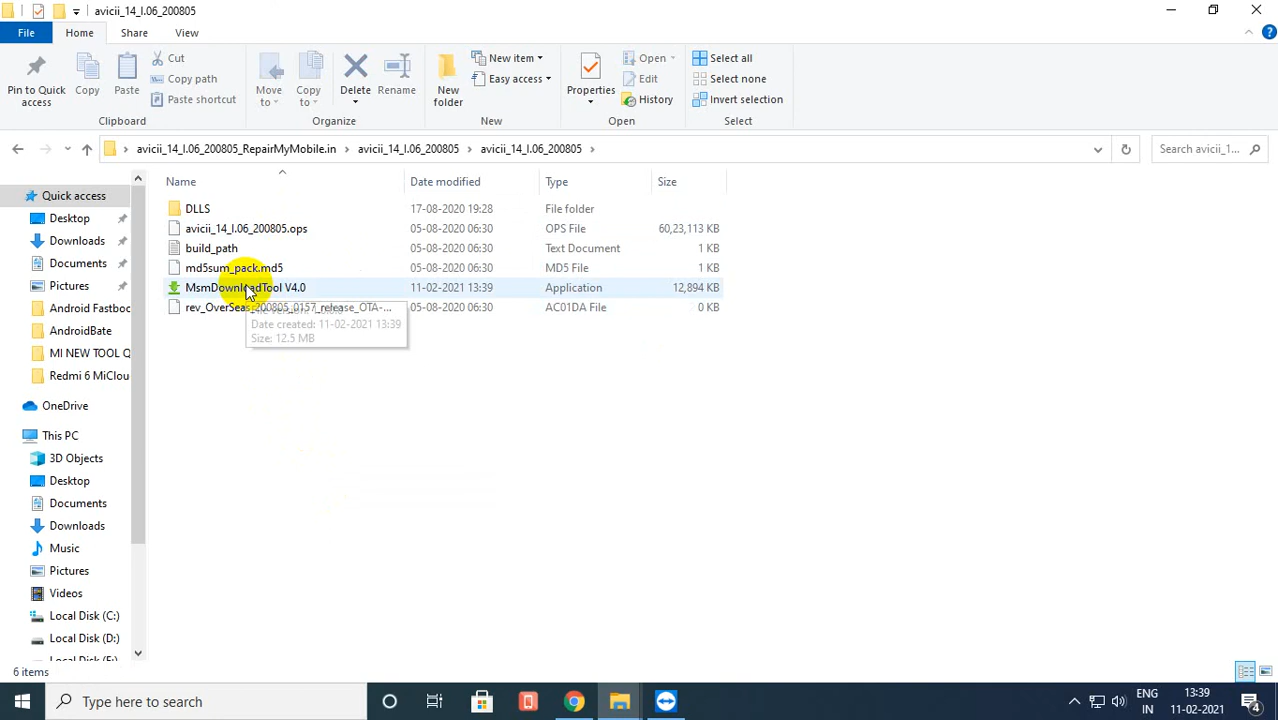 avicii_14_I.06_200805
File Home Share View
Pin to Quick access
Copy
Paste
Cut
Copy path
Paste shortcut
Clipboard
Move to
Copy to
Delete
Rename
Organize
New folder
New item
Easy access
New
Properties
Open
Edit
History
Open
Select all
Select none
Invert selection
Select
avicii_14_I.06_200805_RepairMyMobile.in > avicii_14_I.06_200805 > avicii_14_I.06_200805 >
Search avicii_1...
Name Date modified Type Size
DLLS 17-08-2020 19:28 File folder
avicii_14_I.06_200805.ops 05-08-2020 06:30 OPS File 60,23,113 KB
build_path 05-08-2020 06:30 Text Document 1 KB
md5sum_pack.md5 05-08-2020 06:30 MD5 File 1 KB
MsmDownloadTool V4.0 11-02-2021 13:39 Application 12,894 KB
rev_OverSeas_200805_0157_release_OTA-... 05-08-2020 06:30 AC01DA File 0 KB
Date created: 11-02-2021 13:39
Size: 12.5 MB
Quick access
Desktop
Downloads
Documents
Pictures
Android Fastboo
AndroidBate
MI NEW TOOL Q
Redmi 6 MiClou
OneDrive
This PC
3D Objects
Desktop
Documents
Downloads
Music
Pictures
Videos
Local Disk (C:)
Local Disk (D:)
6 items
Type here to search
ENG
IN
13:39
11-02-2021
4